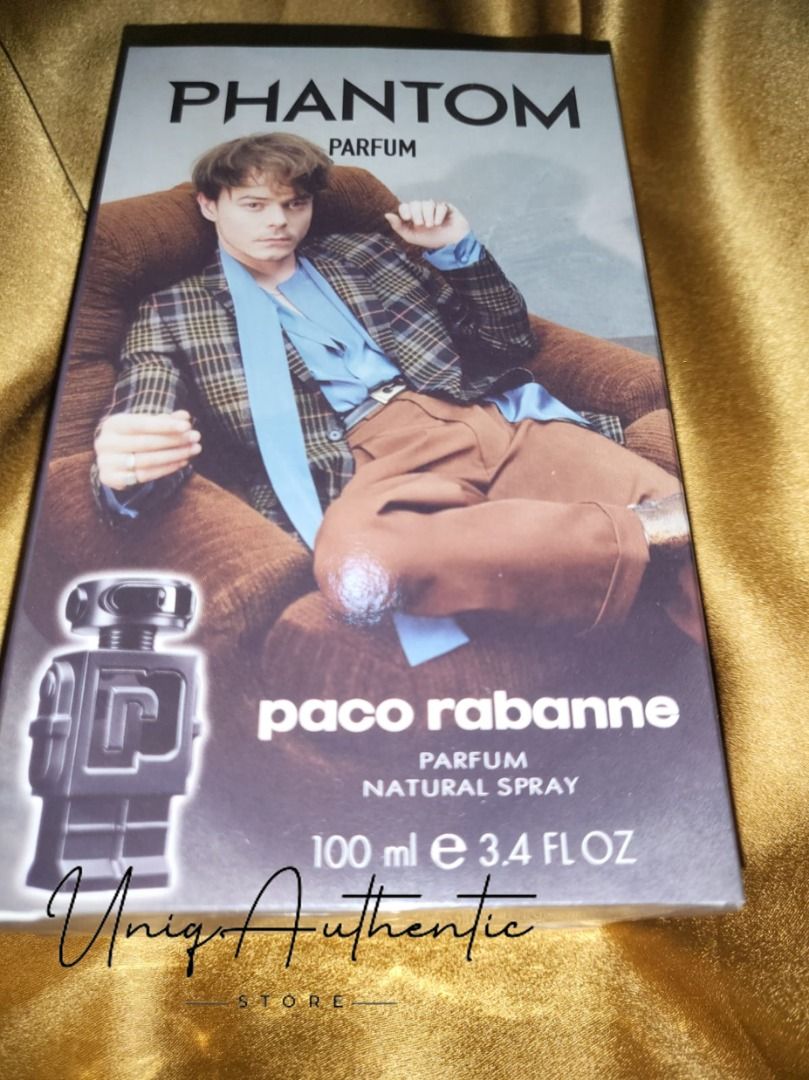 PHANTOM
PARFUM
paco rabanne
PARFUM
NATURAL SPRAY
100 ml e 3.4 FL OZ
Uniq.Authentic
STORE